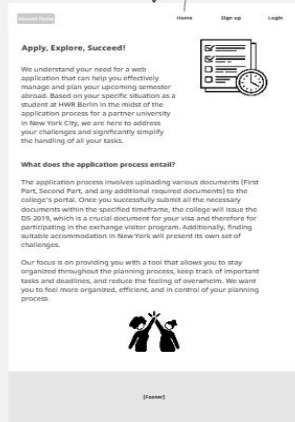 Home Sign up Login
Apply, Explore, Succeed!
We understand your need for a web
application that can help you effectively
manage and plan your upcoming semester
abroad. Based on your specific situation as a
student at HWR Berlin in the midst of the
application process for a partner university
in New York City, we are here to address
your challenges and significantly simplify
the handling of all your tasks.
What does the application process entail?
The application process involves uploading various documents (First
Part, Second Part, and any additional required documents) to the
college's portal. Once you successfully submit all the necessary
documents within the specified timeframe, the college will issue the
DS-2019, which is a crucial document for your visa and therefore for
participating in the exchange visitor program. Additionally, finding
suitable accommodation in New York will present its own set of
challenges.
Our focus is on providing you with a tool that allows you to stay
organized throughout the planning process, keep track of important
tasks and deadlines, and reduce the feeling of overwhelm. We want
you to feel more organized, efficient, and in control of your planning
process
[Footer]